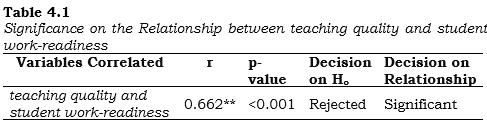 Table 4.1
Significance on the Relationship between teaching quality and student
work-readiness
Variables Correlated r p- Decision Decision on
value on Hₒ Relationship
teaching quality and
student work-readiness 0.662** <0.001 Rejected Significant